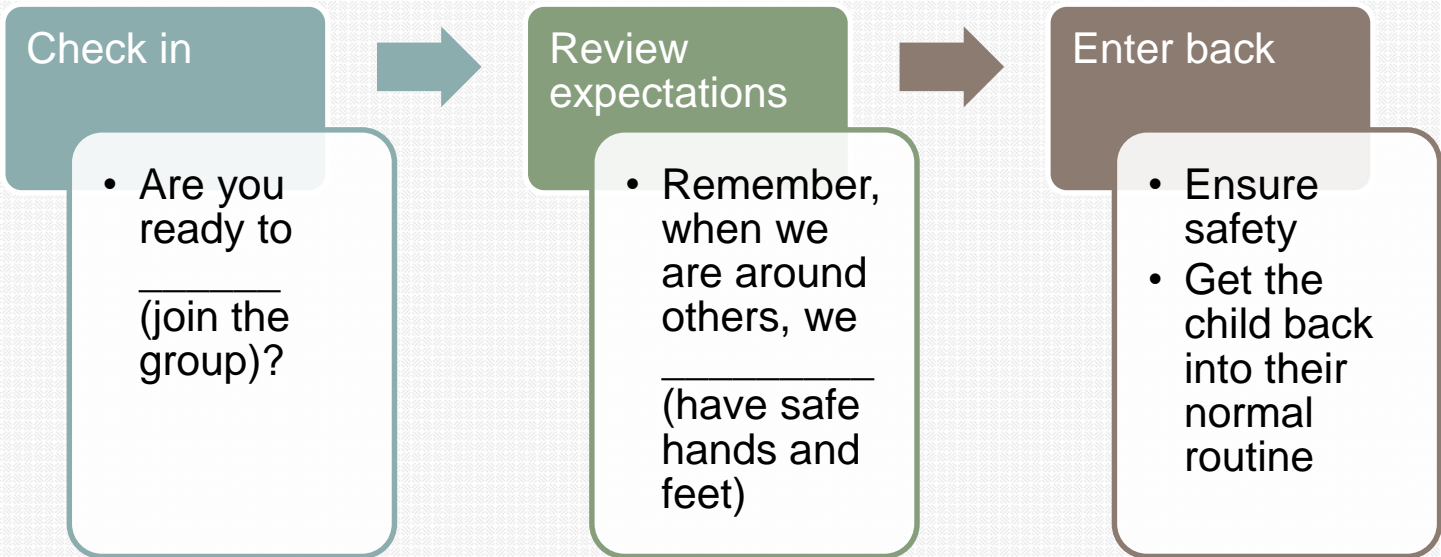 Check in
• Are you
ready to
______
(join the
group)?
Review
expectations
• Remember,
when we
are around
others, we
_________
(have safe
hands and
feet)
Enter back
• Ensure
safety
• Get the
child back
into their
normal
routine